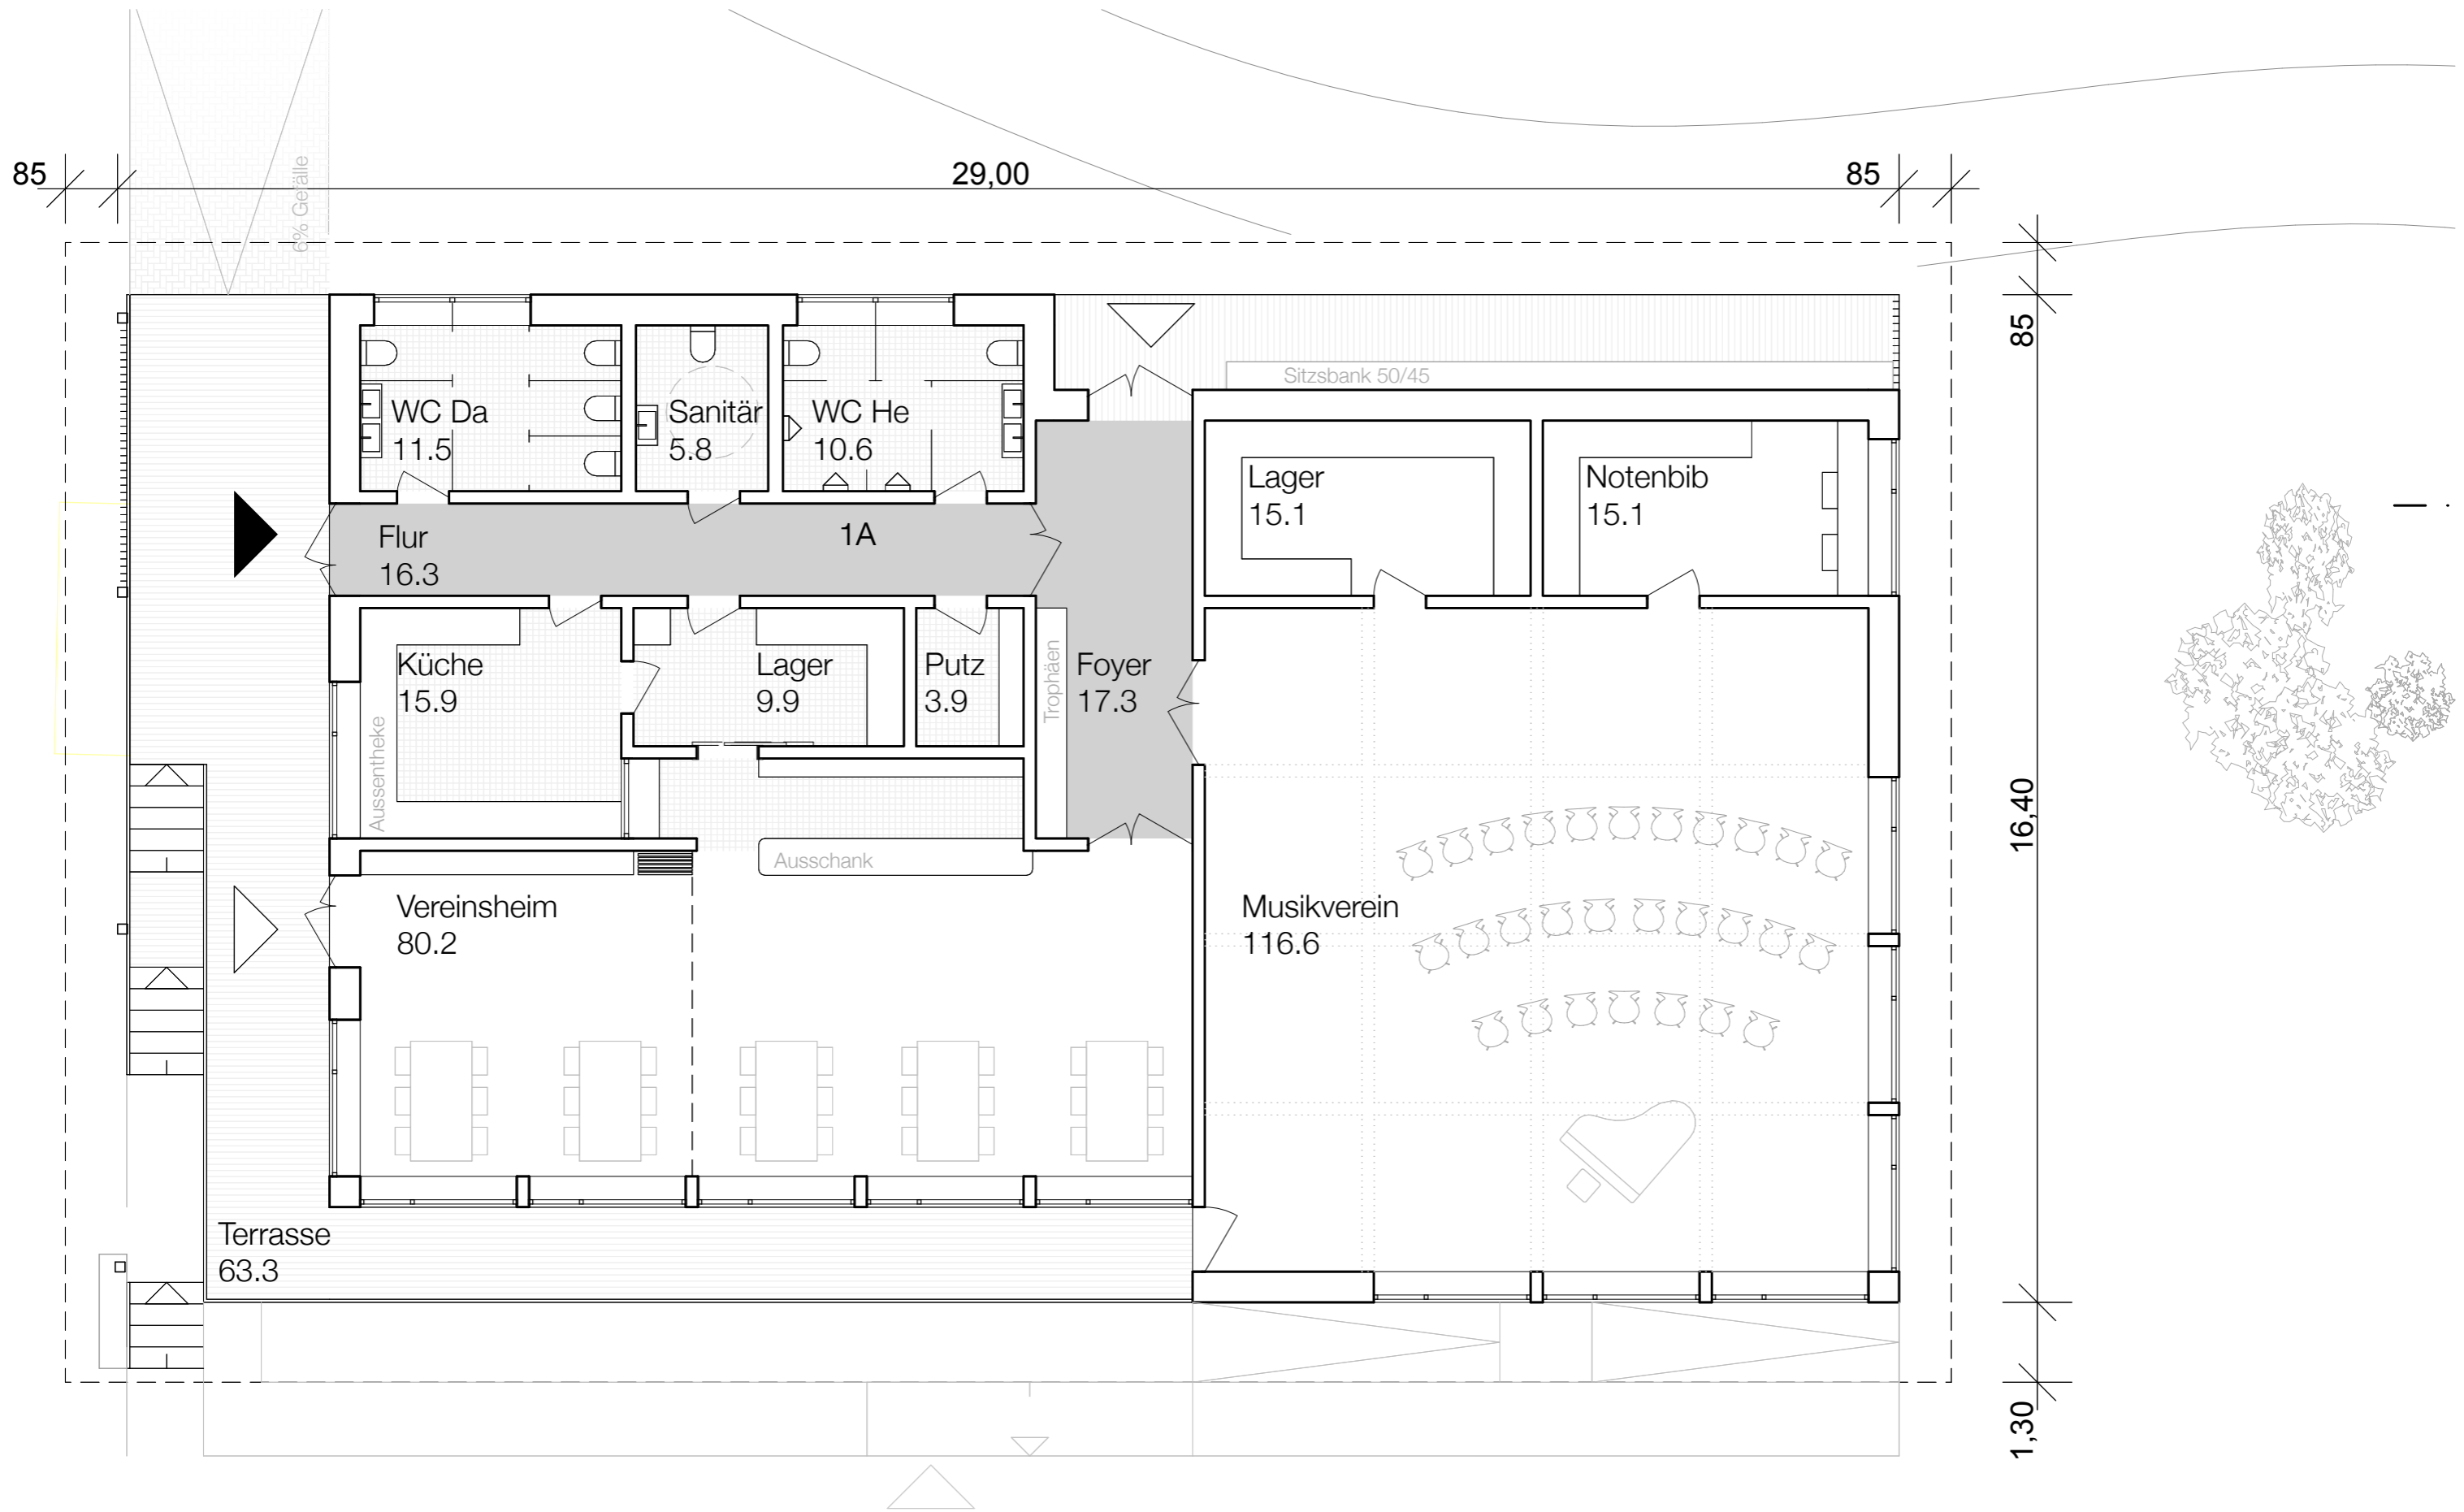 85
29,00
85
6% Gefälle
85
Sitzsbank 50/45
WC Da
11.5
Sanitär
5.8
WC He
10.6
Lager
15.1
Notenbib
15.1
Flur
16.3
1A
Küche
15.9
Lager
9.9
Putz
3.9
Trophäen
Foyer
17.3
Aussentheke
16,40
Ausschank
Vereinsheim
80.2
Musikverein
116.6
Terrasse
63.3
1,30